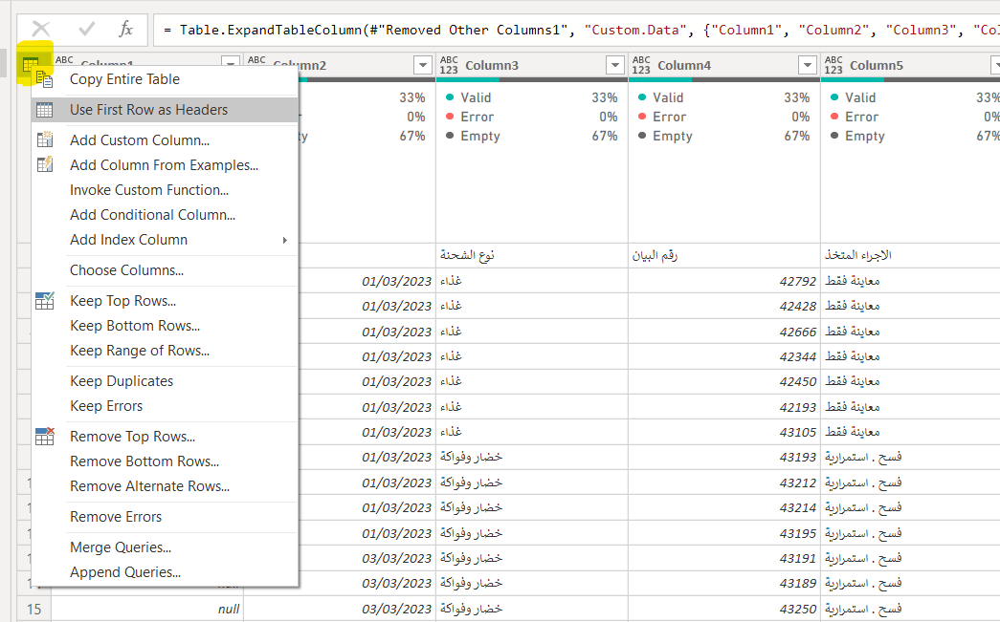 fx
= Table.ExpandTableColumn(#"Removed Other Columns1", "Custom.Data", {"Column1", "Column2", "Column3", "Co
ABC Column1 ABC Column2 ABC 123 Column3 ABC 123 Column4 ABC 123 Column5
33% Valid 33% Valid 33% Valid 33%
0% Error 0% Error 0% Error 0%
67% Empty 67% Empty 67% Empty 67%
Copy Entire Table
Use First Row as Headers
Add Custom Column...
Add Column From Examples...
Invoke Custom Function...
Add Conditional Column...
Add Index Column
Choose Columns...
Keep Top Rows...
Keep Bottom Rows...
Keep Range of Rows...
Keep Duplicates
Keep Errors
Remove Top Rows...
Remove Bottom Rows...
Remove Alternate Rows...
Remove Errors
Merge Queries...
Append Queries...
نوع الشحنة رقم البيان الاجراء المتخذ
01/03/2023 غذاء 42792 معاينة فقط
01/03/2023 غذاء 42428 معاينة فقط
01/03/2023 غذاء 42666 معاينة فقط
01/03/2023 غذاء 42344 معاينة فقط
01/03/2023 غذاء 42450 معاينة فقط
01/03/2023 غذاء 42193 معاينة فقط
01/03/2023 غذاء 43105 معاينة فقط
01/03/2023 خضار وفواكة 43193 فسح . استمرارية
01/03/2023 خضار وفواكة 43212 فسح . استمرارية
01/03/2023 خضار وفواكة 43214 فسح . استمرارية
01/03/2023 خضار وفواكة 43195 فسح . استمرارية
03/03/2023 خضار وفواكة 43191 فسح . استمرارية
03/03/2023 خضار وفواكة 43189 فسح . استمرارية
15 null 03/03/2023 خضار وفواكة 43250 فسح . استمرارية